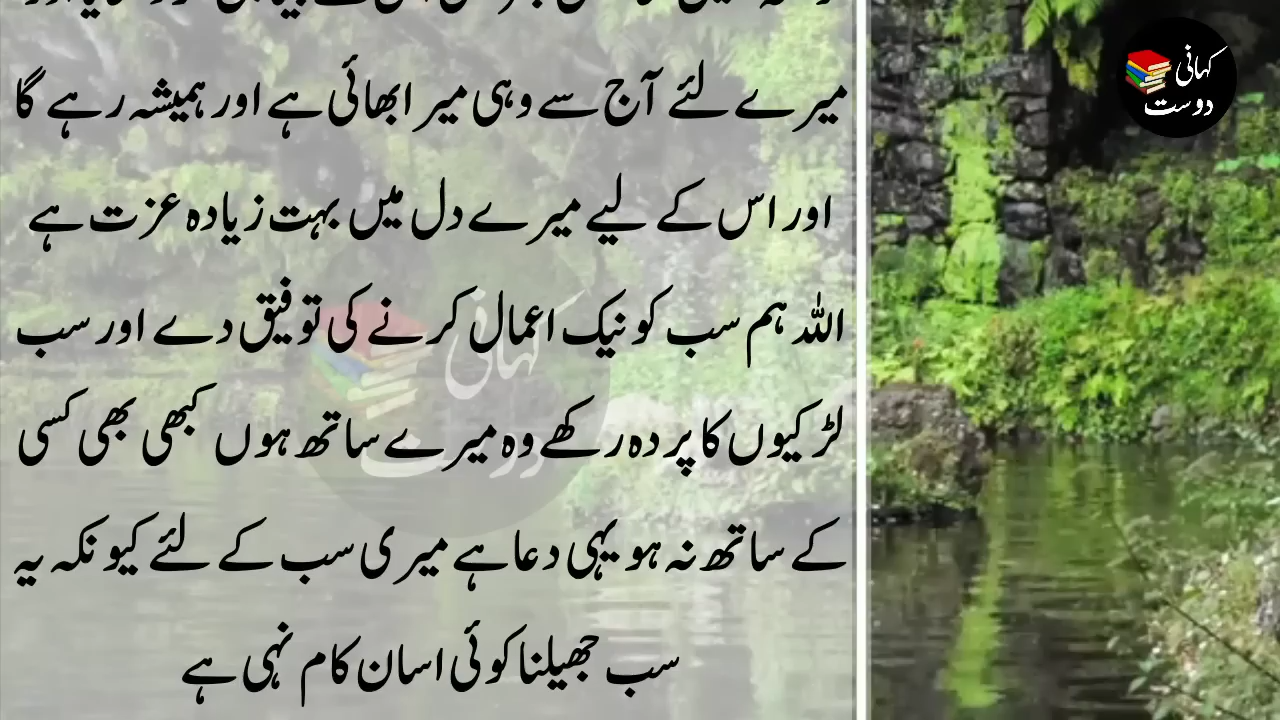 میرے لئے آج سے وہی میرا بھائی ہے اور ہمیشہ رہے گا
اور اس کے لیے میرے دل میں بہت زیادہ عزت ہے
اللہ ہم سب کو نیک اعمال کرنے کی توفیق دے اور سب
لڑکیوں کا پردہ رکھے وہ میرے ساتھ ہوں کبھی بھی کسی
کے ساتھ نہ ہو یہی دعا ہے میری سب کے لئے کیونکہ یہ
سب جھیلنا کوئی اسان کام نہی ہے
کہانی
دوست
کہانی
دوست